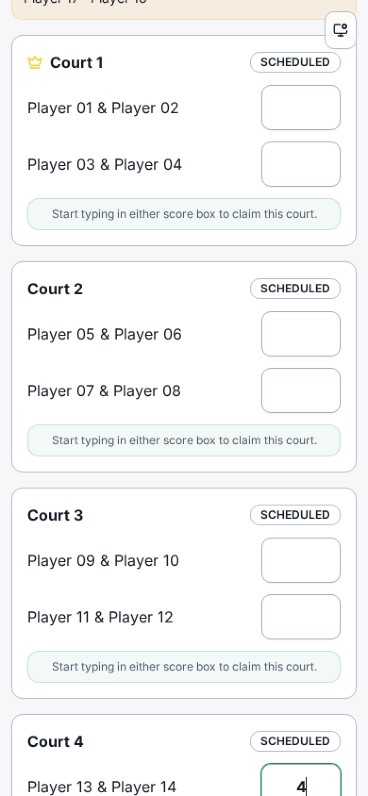 Court 1
SCHEDULED
Player 01 & Player 02
Player 03 & Player 04
Start typing in either score box to claim this court.
Court 2
SCHEDULED
Player 05 & Player 06
Player 07 & Player 08
Start typing in either score box to claim this court.
Court 3
SCHEDULED
Player 09 & Player 10
Player 11 & Player 12
Start typing in either score box to claim this court.
Court 4
SCHEDULED
Player 13 & Player 14
4